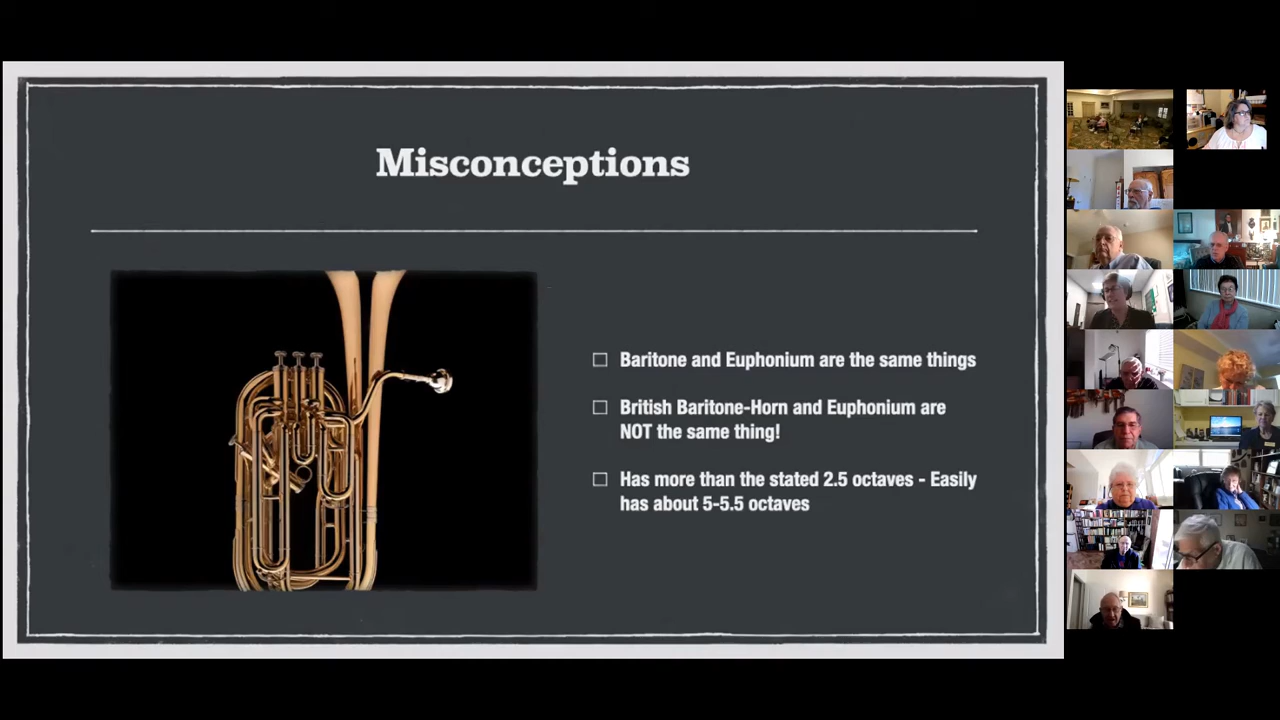 Misconceptions
Baritone and Euphonium are the same things
British Baritone-Horn and Euphonium are
NOT the same thing!
Has more than the stated 2.5 octaves - Easily
has about 5-5.5 octaves